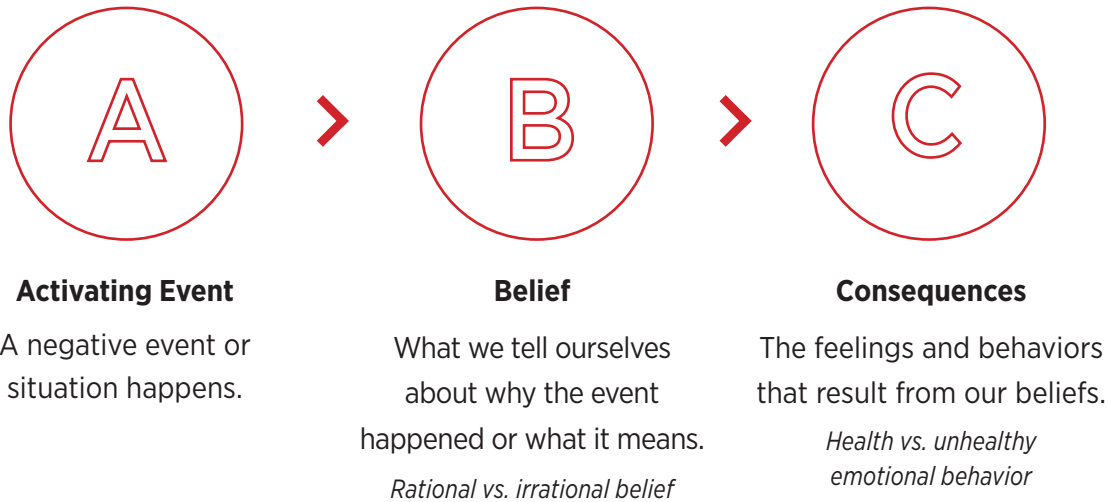 A
B
C
Activating Event
A negative event or
situation happens.
Belief
What we tell ourselves
about why the event
happened or what it means.
Rational vs. irrational belief
Consequences
The feelings and behaviors
that result from our beliefs.
Health vs. unhealthy
emotional behavior